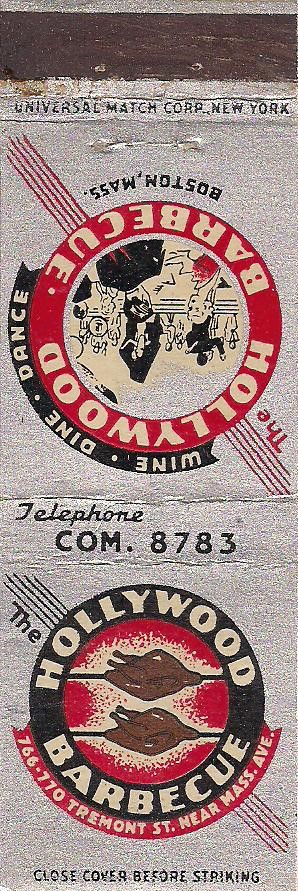 UNIVERSAL MATCH CORP., NEW YORK
BOSTON, MASS.
The HOLLYWOOD BARBECUE
WINE · DINE · DANCE
Telephone
COM. 8783
The
HOLLYWOOD
BARBECUE
766-770 TREMONT ST. NEAR MASS. AVE.
CLOSE COVER BEFORE STRIKING